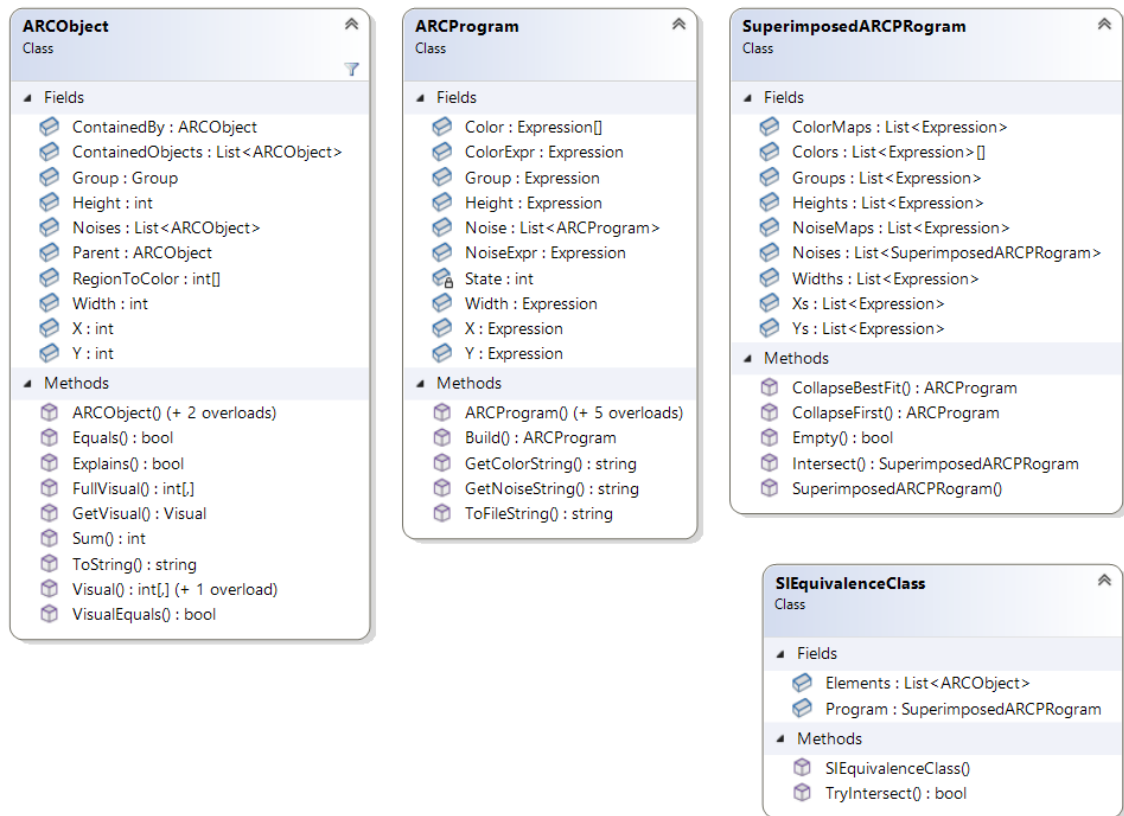 ARCObject
Class
Fields
ContainedBy : ARCObject
ContainedObjects : List<ARCObject>
Group : Group
Height : int
Noises : List<ARCObject>
Parent : ARCObject
RegionToColor : int[]
Width : int
X : int
Y : int
Methods
ARCObject() (+ 2 overloads)
Equals() : bool
Explains() : bool
FullVisual() : int[,]
GetVisual() : Visual
Sum() : int
ToString() : string
Visual() : int[,] (+ 1 overload)
VisualEquals() : bool
ARCProgram
Class
Fields
Color : Expression[]
ColorExpr : Expression
Group : Expression
Height : Expression
Noise : List<ARCProgram>
NoiseExpr : Expression
State : int
Width : Expression
X : Expression
Y : Expression
Methods
ARCProgram() (+ 5 overloads)
Build() : ARCProgram
GetColorString() : string
GetNoiseString() : string
ToFileString() : string
SuperimposedARCPRogram
Class
Fields
ColorMaps : List<Expression>
Colors : List<Expression>[]
Groups : List<Expression>
Heights : List<Expression>
NoiseMaps : List<Expression>
Noises : List<SuperimposedARCPRogram>
Widths : List<Expression>
Xs : List<Expression>
Ys : List<Expression>
Methods
CollapseBestFit() : ARCProgram
CollapseFirst() : ARCProgram
Empty() : bool
Intersect() : SuperimposedARCPRogram
SuperimposedARCPRogram()
SIEquivalenceClass
Class
Fields
Elements : List<ARCObject>
Program : SuperimposedARCPRogram
Methods
SIEquivalenceClass()
TryIntersect() : bool